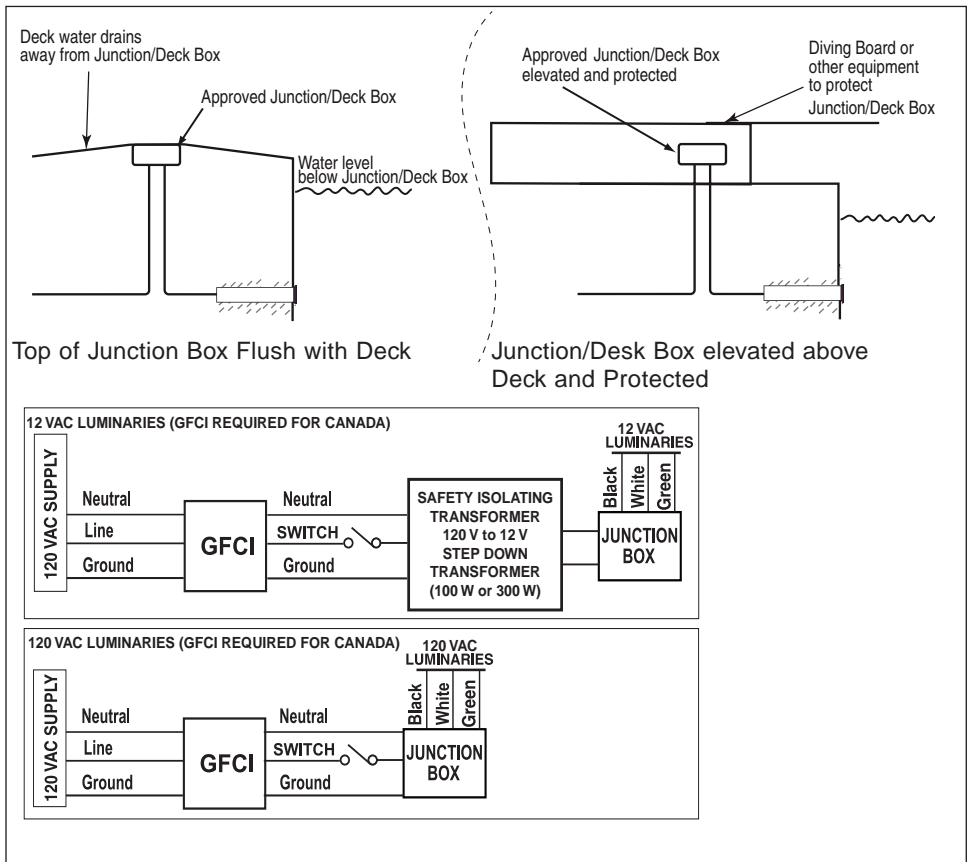 Deck water drains
away from Junction/Deck Box
Approved Junction/Deck Box
Water level
below Junction/Deck Box
Top of Junction Box Flush with Deck
Approved Junction/Deck Box
elevated and protected
Diving Board or
other equipment
to protect
Junction/Deck Box
Junction/Desk Box elevated above
Deck and Protected
12 VAC LUMINARIES (GFCI REQUIRED FOR CANADA)
120 VAC SUPPLY
Neutral
Line
Ground
GFCI
Neutral
SWITCH
Ground
SAFETY ISOLATING
TRANSFORMER
120 V to 12 V
STEP DOWN
TRANSFORMER
(100 W or 300 W)
12 VAC
LUMINARIES
Black
White
Green
JUNCTION
BOX
120 VAC LUMINARIES (GFCI REQUIRED FOR CANADA)
120 VAC SUPPLY
Neutral
Line
Ground
GFCI
Neutral
SWITCH
Ground
120 VAC
LUMINARIES
Black
White
Green
JUNCTION
BOX